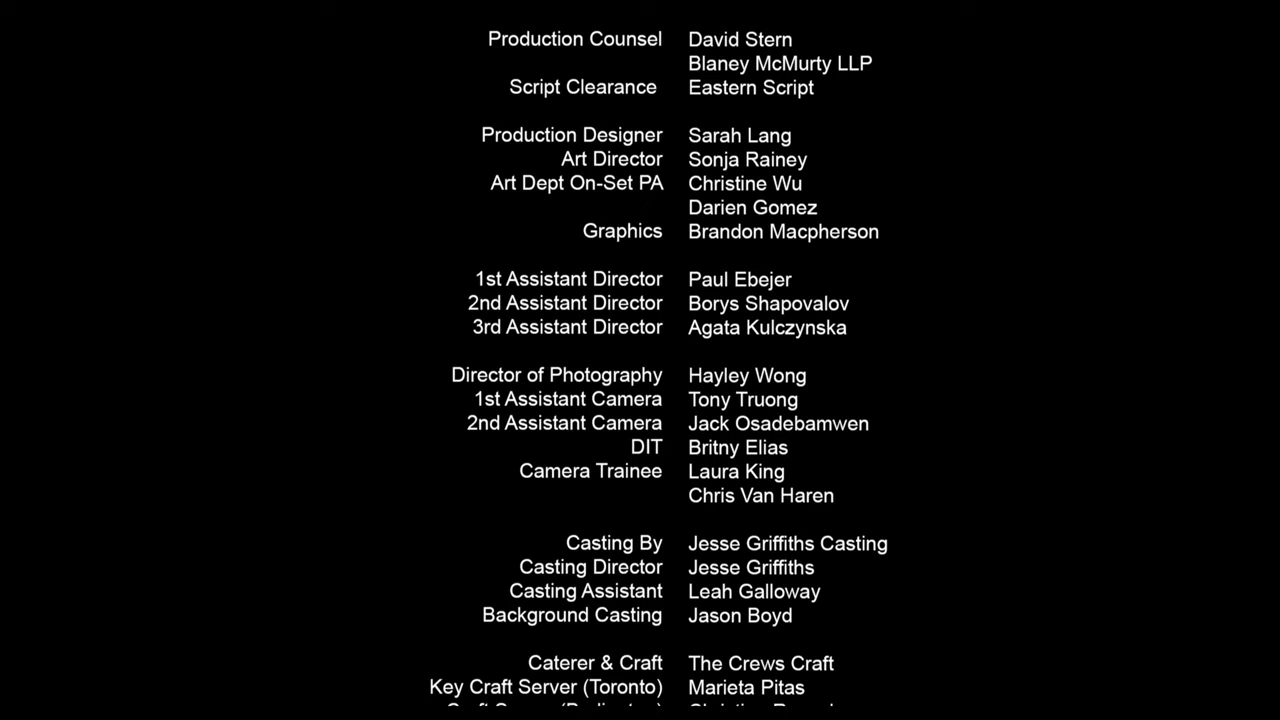 Production Counsel David Stern
Blaney McMurty LLP
Script Clearance Eastern Script
Production Designer Sarah Lang
Art Director Sonja Rainey
Art Dept On-Set PA Christine Wu
Darien Gomez
Graphics Brandon Macpherson
1st Assistant Director Paul Ebejer
2nd Assistant Director Borys Shapovalov
3rd Assistant Director Agata Kulczynska
Director of Photography Hayley Wong
1st Assistant Camera Tony Truong
2nd Assistant Camera Jack Osadebamwen
DIT Britny Elias
Camera Trainee Laura King
Chris Van Haren
Casting By Jesse Griffiths Casting
Casting Director Jesse Griffiths
Casting Assistant Leah Galloway
Background Casting Jason Boyd
Caterer & Craft The Crews Craft
Key Craft Server (Toronto) Marieta Pitas